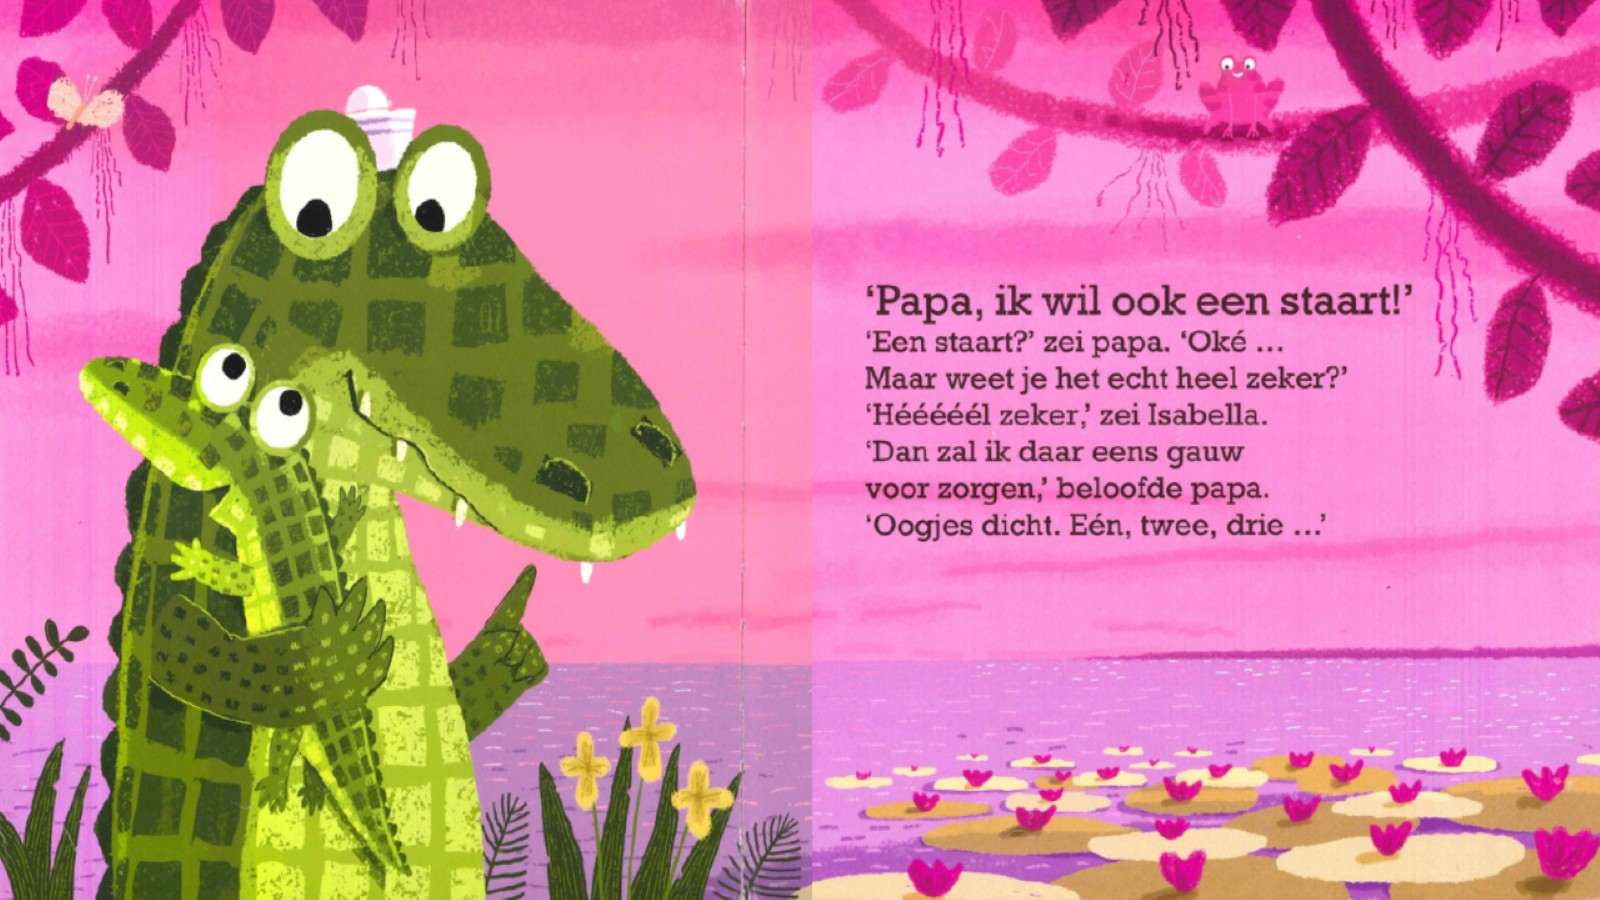 ‘Papa, ik wil ook een staart!’
‘Een staart?’ zei papa. ‘Oké ...
Maar weet je het echt heel zeker?’
‘Hééééél zeker,’ zei Isabella.
‘Dan zal ik daar eens gauw
voor zorgen,’ beloofde papa.
‘Oogjes dicht. Eén, twee, drie ...’